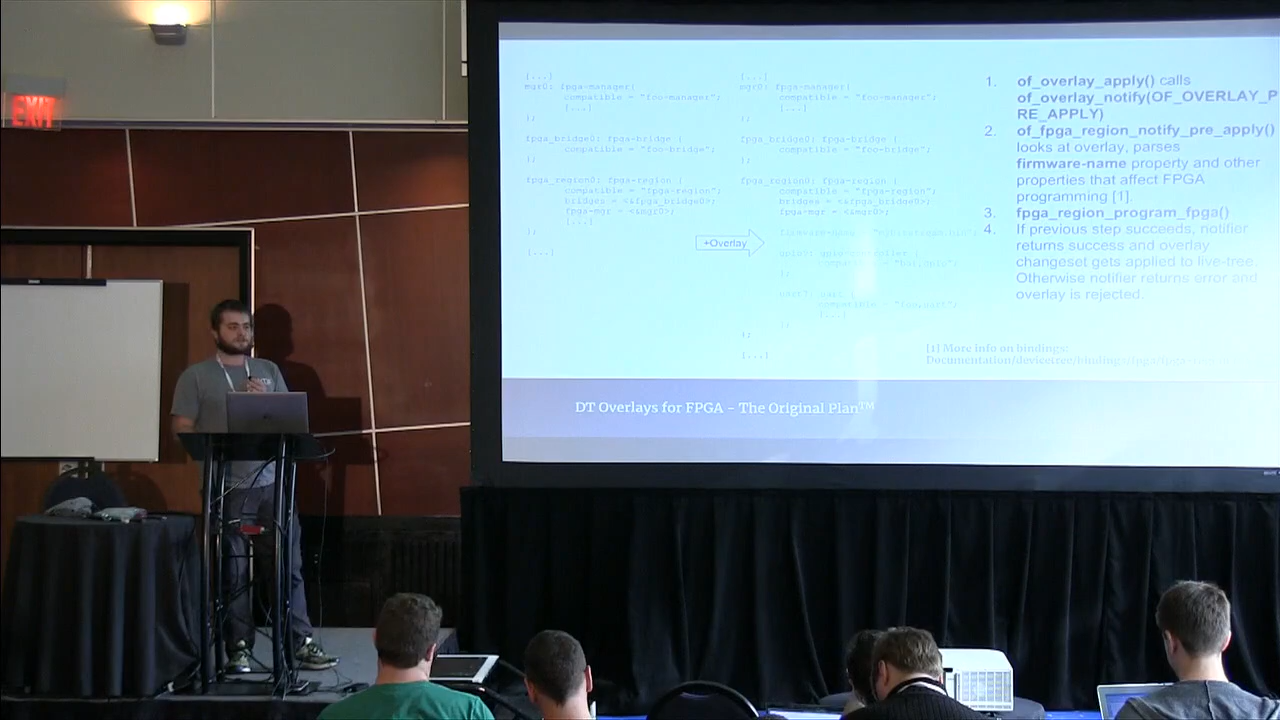 EXIT
[...]
mgr0: fpga-manager{
compatible = "foo-manager";
[...]
};
fpga_bridge0: fpga-bridge {
compatible = "foo-bridge";
};
fpga_region0: fpga-region {
compatible = "fpga-region";
bridges = <&fpga_bridge0>;
fpga-mgr = <&mgr0>;
[...]
};
[...]
+Overlay
[...]
mgr0: fpga-manager{
compatible = "foo-manager";
[...]
};
fpga_bridge0: fpga-bridge {
compatible = "foo-bridge";
};
fpga_region0: fpga-region {
compatible = "fpga-region";
bridges = <&fpga_bridge0>;
fpga-mgr = <&mgr0>;
};
[...]
};
[...]
1. of_overlay_apply() calls
of_overlay_notify(OF_OVERLAY_P
RE_APPLY)
2. of_fpga_region_notify_pre_apply()
looks at overlay, parses
firmware-name property and other
properties that affect FPGA
programming [1].
3. fpga_region_program_fpga()
4. If previous step succeeds, notifier
returns success and overlay
changeset gets applied to live-tree.
Otherwise notifier returns error and
overlay is rejected.
[1] More info on bindings:
DT Overlays for FPGA – The Original Plan™